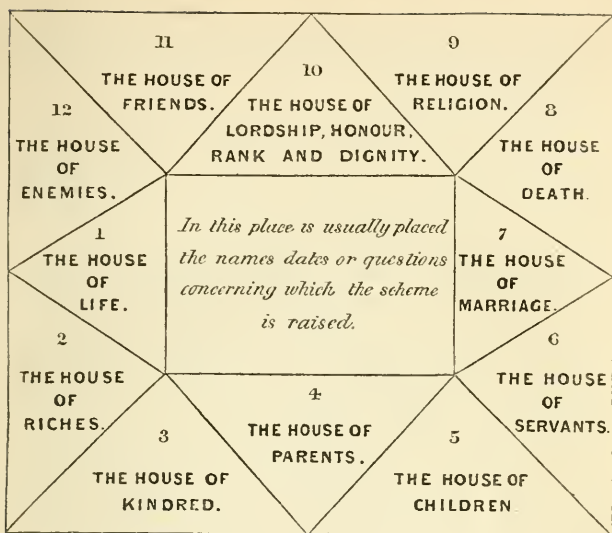 11
THE HOUSE OF
FRIENDS.
10
THE HOUSE OF
LORDSHIP, HONOUR,
RANK AND DIGNITY.
9
THE HOUSE OF
RELIGION.
12
THE HOUSE
OF
ENEMIES.
8
THE HOUSE
OF
DEATH.
1
THE HOUSE
OF
LIFE.
In this place is usually placed
the names dates or questions
concerning which the scheme
is raised.
7
THE HOUSE
OF
MARRIAGE.
2
THE HOUSE
OF
RICHES.
6
THE HOUSE
OF
SERVANTS.
3
THE HOUSE OF
KINDRED.
4
THE HOUSE OF
PARENTS.
5
THE HOUSE OF
CHILDREN